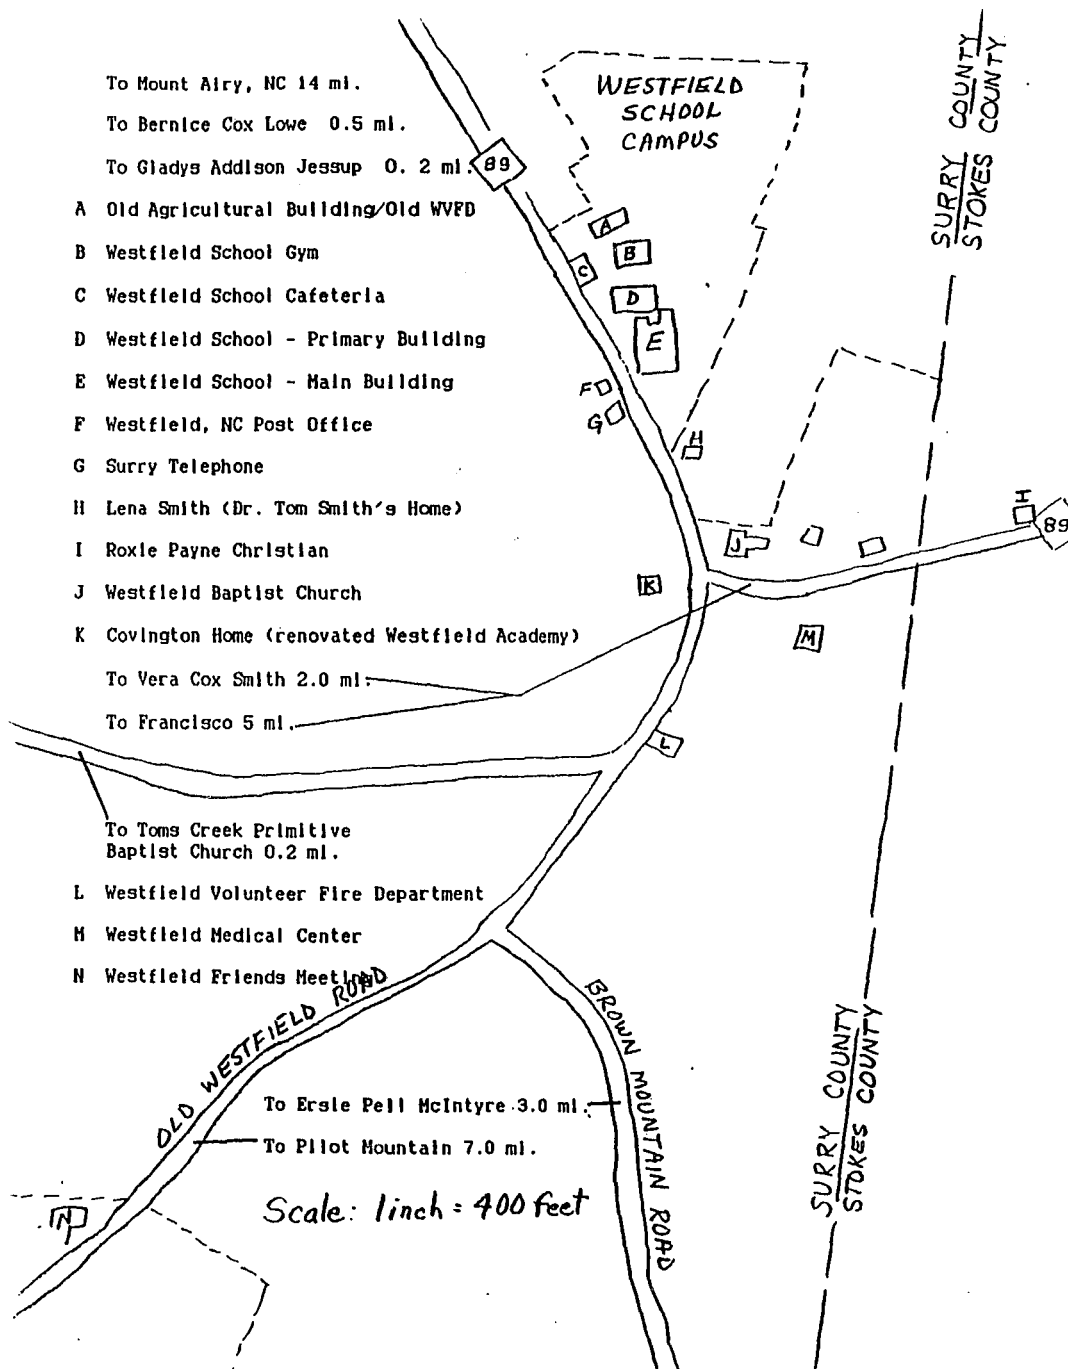 To Mount Airy, NC 14 mi.
To Bernice Cox Lowe 0.5 mi.
To Gladys Addison Jessup 0. 2 mi.
89
A Old Agricultural Building/Old WVFD
B Westfield School Gym
C Westfield School Cafeteria
D Westfield School - Primary Building
E Westfield School - Main Building
F Westfield, NC Post Office
G Surry Telephone
H Lena Smith (Dr. Tom Smith's Home)
I Roxie Payne Christian
J Westfield Baptist Church
K Covington Home (renovated Westfield Academy)
To Vera Cox Smith 2.0 mi.
To Francisco 5 mi.
To Toms Creek Primitive
Baptist Church 0.2 mi.
L Westfield Volunteer Fire Department
M Westfield Medical Center
N Westfield Friends Meeting
WESTFIELD
SCHOOL
CAMPUS
SURRY COUNTY
STOKES COUNTY
A
B
C
D
E
F
G
H
I
89
J
K
M
L
OLD WESTFIELD ROAD
BROWN MOUNTAIN ROAD
SURRY COUNTY
STOKES COUNTY
To Ersie Pell McIntyre 3.0 mi.
To Pilot Mountain 7.0 mi.
Scale: 1inch = 400 feet
N